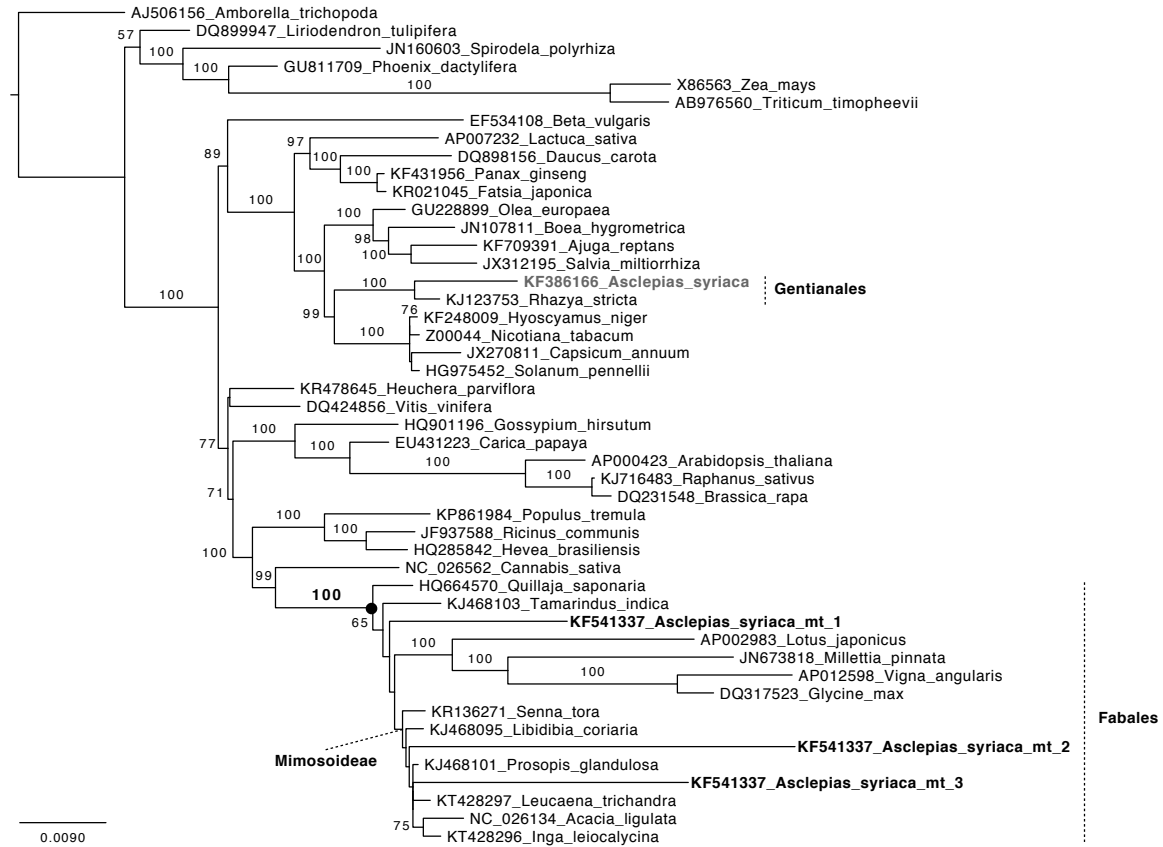 AJ506156_Amborella_trichopoda
57
DQ899947_Liriodendron_tulipifera
100
JN160603_Spirodela_polyrhiza
100
GU811709_Phoenix_dactylifera
100
X86563_Zea_mays
AB976560_Triticum_timopheevii
EF534108_Beta_vulgaris
89
97
AP007232_Lactuca_sativa
100
DQ898156_Daucus_carota
100
KF431956_Panax_ginseng
KR021045_Fatsia_japonica
100
100
GU228899_Olea_europaea
JN107811_Boea_hygrometrica
98
KF709391_Ajuga_reptans
100
100
JX312195_Salvia_miltiorrhiza
100
KF386166_Asclepias_syriaca
Gentianales
100
KJ123753_Rhazya_stricta
99
76
KF248009_Hyoscyamus_niger
100
Z00044_Nicotiana_tabacum
JX270811_Capsicum_annuum
HG975452_Solanum_pennellii
KR478645_Heuchera_parviflora
DQ424856_Vitis_vinifera
77
100
HQ901196_Gossypium_hirsutum
100
EU431223_Carica_papaya
100
AP000423_Arabidopsis_thaliana
100
KJ716483_Raphanus_sativus
71
DQ231548_Brassica_rapa
100
KP861984_Populus_tremula
100
JF937588_Ricinus_communis
100
HQ285842_Hevea_brasiliensis
99
NC_026562_Cannabis_sativa
100
HQ664570_Quillaja_saponaria
KJ468103_Tamarindus_indica
65
KF541337_Asclepias_syriaca_mt_1
100
AP002983_Lotus_japonicus
100
JN673818_Millettia_pinnata
100
AP012598_Vigna_angularis
DQ317523_Glycine_max
KR136271_Senna_tora
Fabales
KJ468095_Libidibia_coriaria
KF541337_Asclepias_syriaca_mt_2
Mimosoideae
KJ468101_Prosopis_glandulosa
KF541337_Asclepias_syriaca_mt_3
KT428297_Leucaena_trichandra
NC_026134_Acacia_ligulata
75
KT428296_Inga_leiocalycina
0.0090